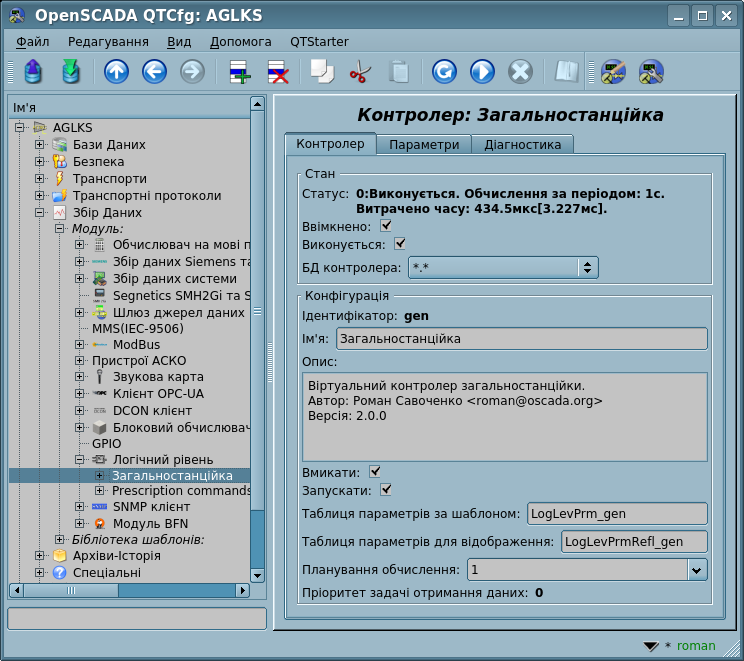 OpenSCADA QTCfg: AGLKS
Файл Редагування Вид Допомога QTStarter
Ім'я
AGLKS
Бази Даних
Безпека
Транспорти
Транспортні протоколи
Збір Даних
Модуль:
Обчислювач на мові п
Збір даних Siemens та
Збір даних системи
Segnetics SMH2Gi та S
Шлюз джерел даних
MMS(IEC-9506)
ModBus
Пристрої АСКО
Звукова карта
Клієнт OPC-UA
DCON клієнт
Блоковий обчислювач
GPIO
Логічний рівень
Загальностанційка
Prescription commands
SNMP клієнт
Модуль BFN
Бібліотека шаблонів:
Архіви-Історія
Спеціальні
Контролер: Загальностанційка
Контролер Параметри Діагностика
Стан
Статус: 0:Виконується. Обчислення за періодом: 1с.
Витрачено часу: 434.5мкс[3.227мс].
Ввімкнено:
Виконується:
БД контролера: *.*
Конфігурація
Ідентифікатор: gen
Ім'я: Загальностанційка
Опис:
Віртуальний контролер загальностанційки.
Автор: Роман Савоченко <roman@oscada.org>
Версія: 2.0.0
Вмикати:
Запускати:
Таблиця параметрів за шаблоном: LogLevPrm_gen
Таблиця параметрів для відображення: LogLevPrmRefl_gen
Планування обчислення: 1
Пріоритет задачі отримання даних: 0
* roman